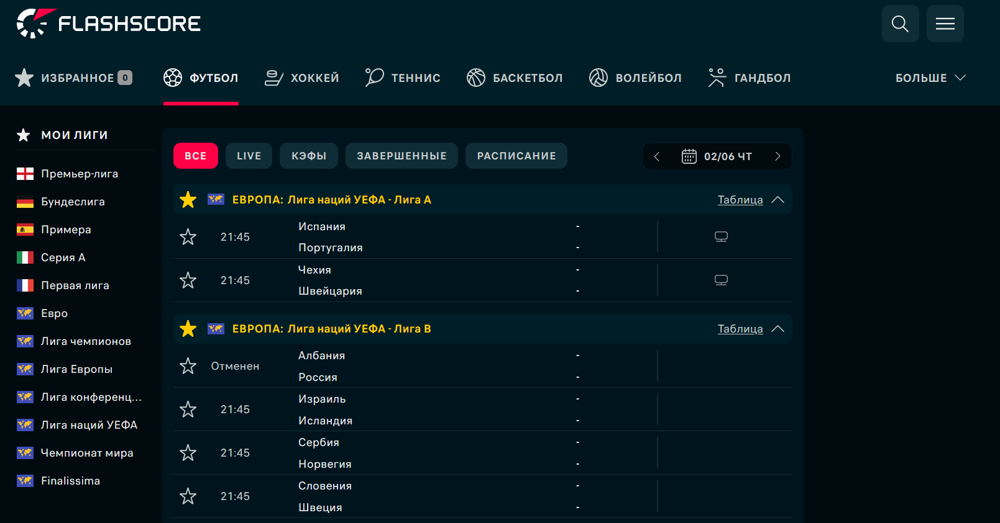 FLASHSCORE
ИЗБРАННОЕ 0 ФУТБОЛ ХОККЕЙ ТЕННИС БАСКЕТБОЛ ВОЛЕЙБОЛ ГАНДБОЛ БОЛЬШЕ
МОИ ЛИГИ
Премьер-лига
Бундеслига
Примера
Серия А
Первая лига
Евро
Лига чемпионов
Лига Европы
Лига конференц...
Лига наций УЕФА
Чемпионат мира
Finalissima
ВСЕ LIVE КЭФЫ ЗАВЕРШЕННЫЕ РАСПИСАНИЕ 02/06 ЧТ
ЕВРОПА: Лига наций УЕФА - Лига A Таблица
Испания -
21:45
Португалия -
Чехия -
21:45
Швейцария -
ЕВРОПА: Лига наций УЕФА - Лига B Таблица
Албания -
Отменен
Россия -
Израиль -
21:45
Исландия -
Сербия -
21:45
Норвегия -
Словения -
21:45
Швеция -